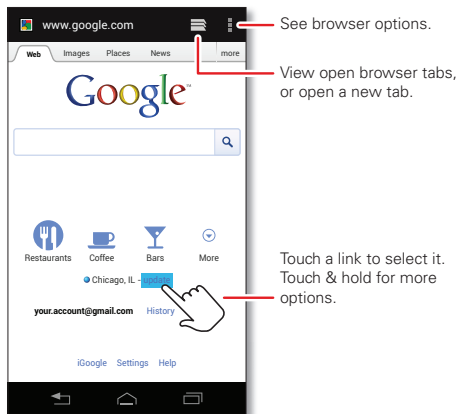 www.google.com
See browser options.
Web Images Places News more
View open browser tabs,
or open a new tab.
Google™
Restaurants Coffee Bars More
Chicago, IL - update
Touch a link to select it.
Touch & hold for more
options.
your.account@gmail.com History
iGoogle Settings Help